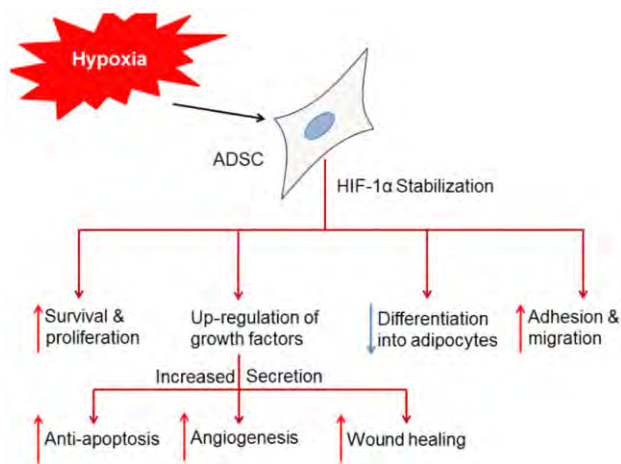 Hypoxia
ADSC
HIF-1α Stabilization
Survival &
proliferation
Up-regulation of
growth factors
Differentiation
into adipocytes
Adhesion &
migration
Increased Secretion
Anti-apoptosis
Angiogenesis
Wound healing